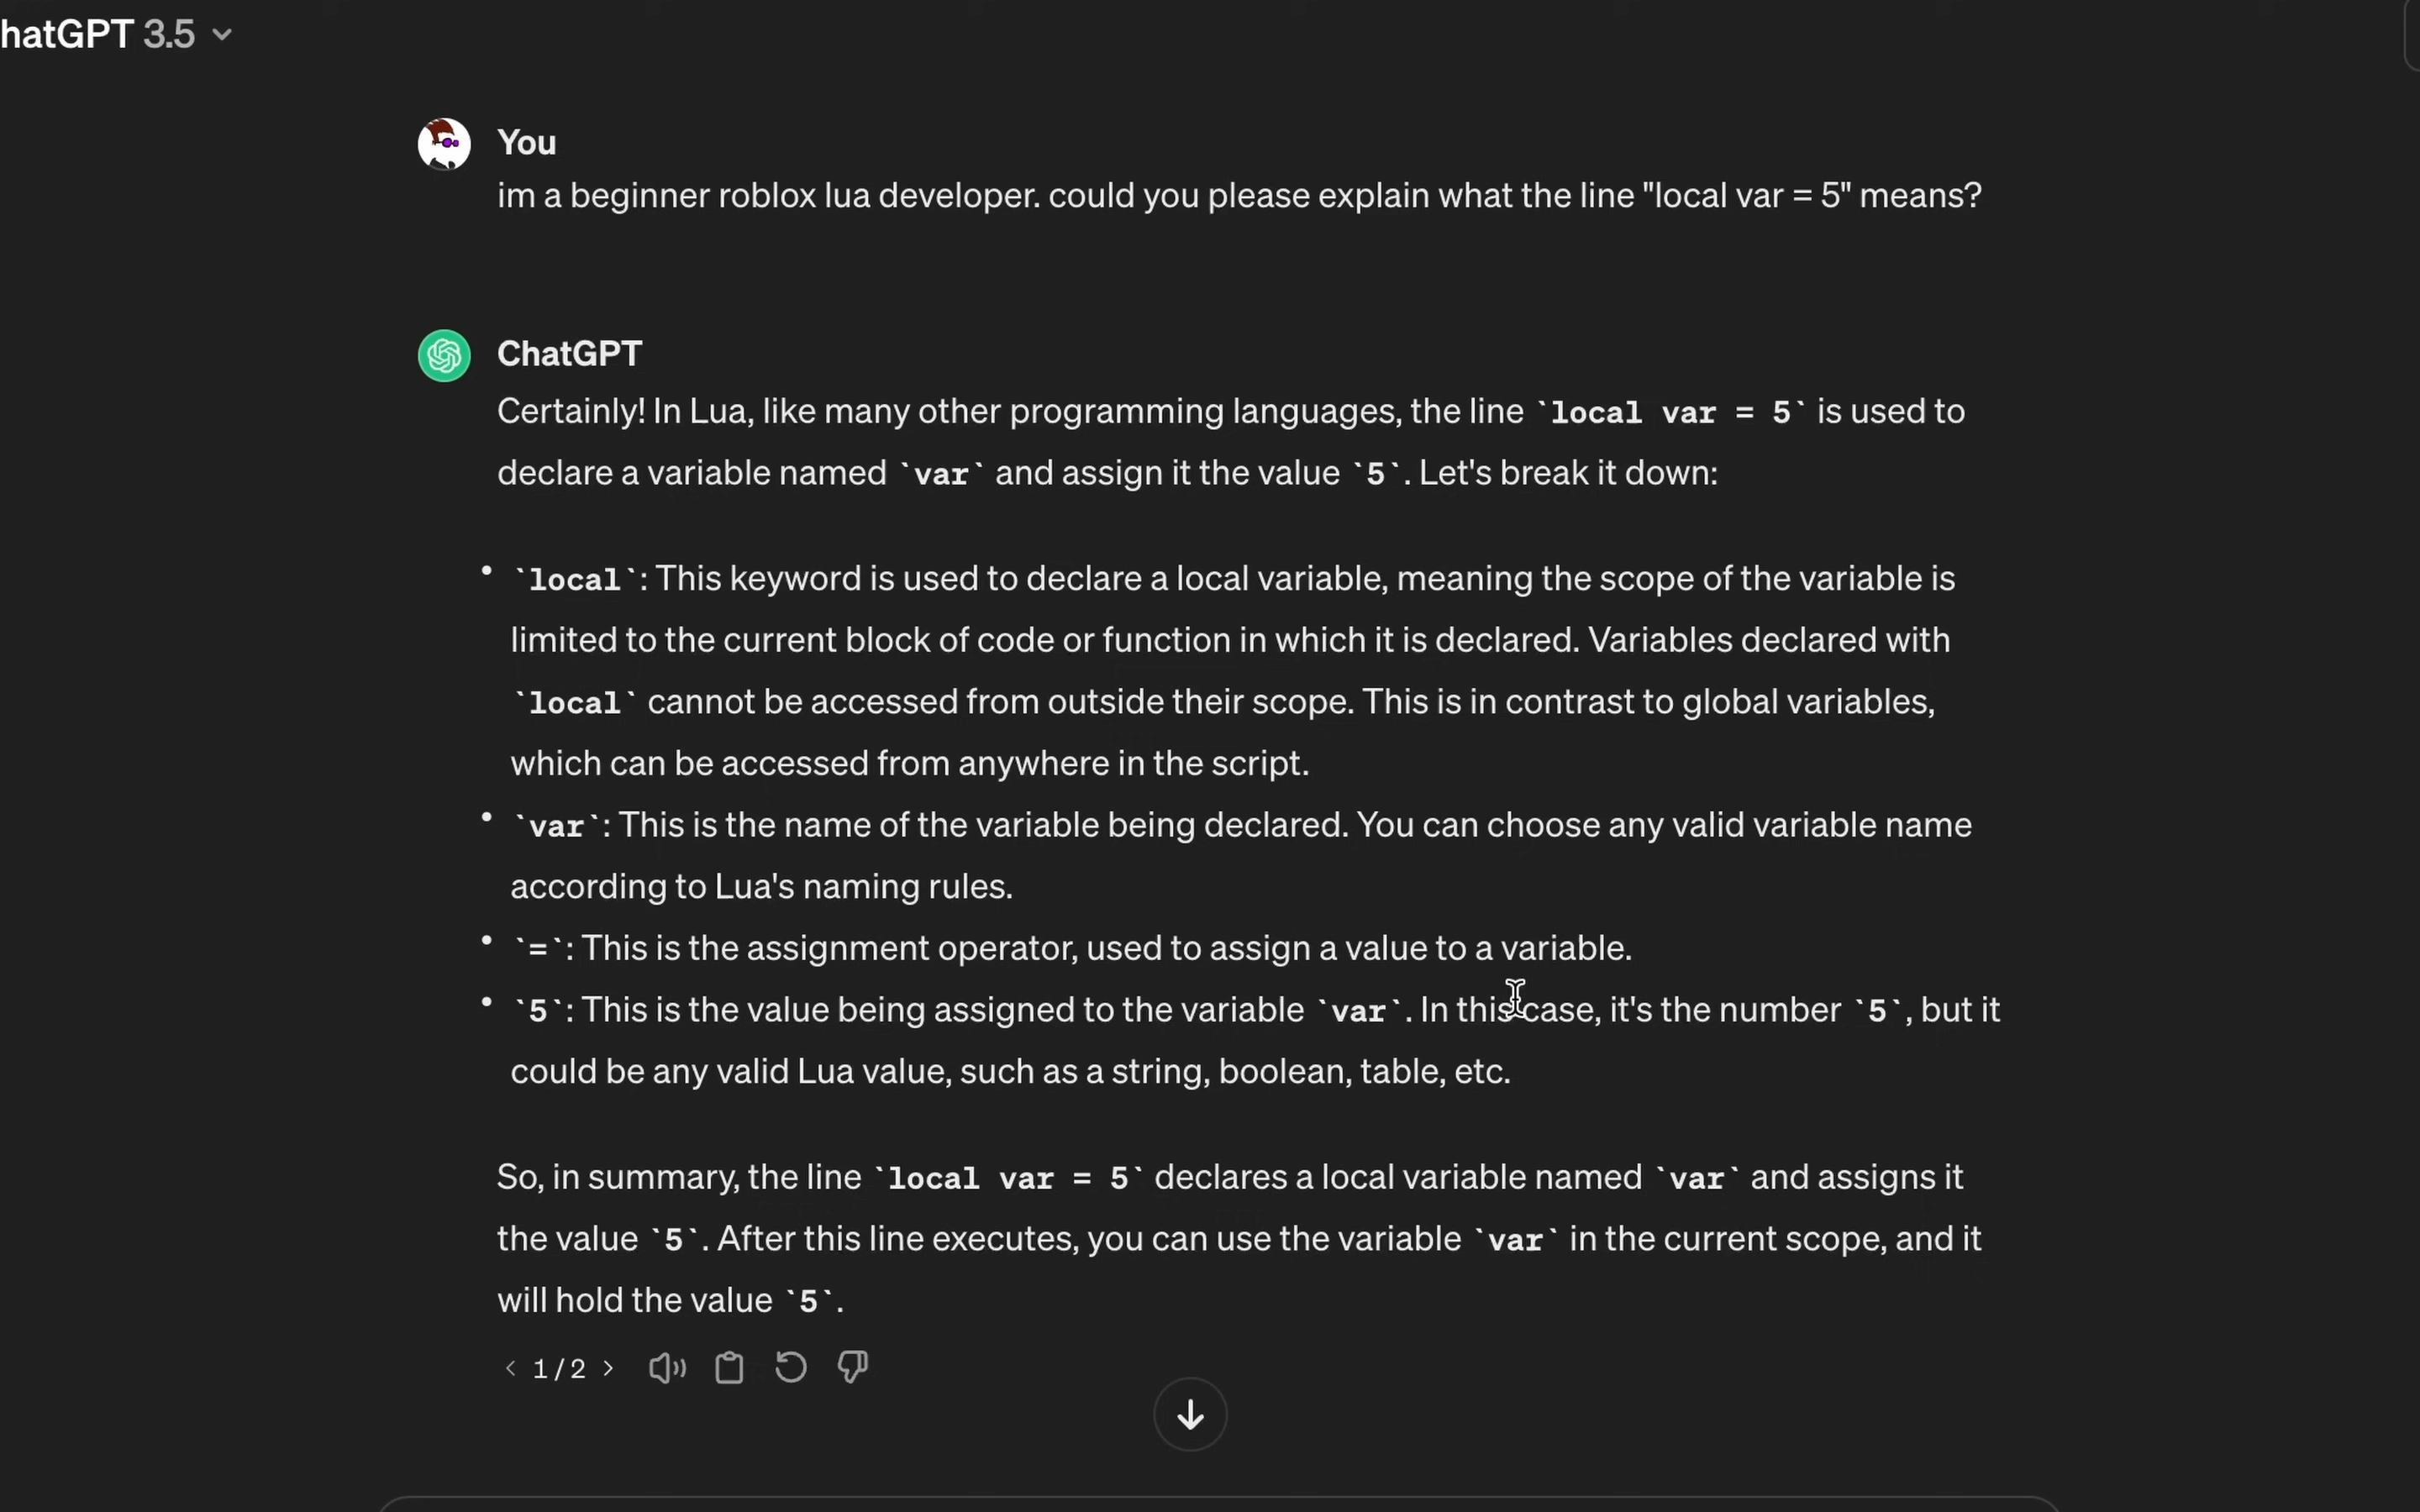 hatGPT 3.5
You
im a beginner roblox lua developer. could you please explain what the line "local var = 5" means?
ChatGPT
Certainly! In Lua, like many other programming languages, the line `local var = 5` is used to
declare a variable named `var` and assign it the value `5`. Let's break it down:
• `local`: This keyword is used to declare a local variable, meaning the scope of the variable is
limited to the current block of code or function in which it is declared. Variables declared with
`local` cannot be accessed from outside their scope. This is in contrast to global variables,
which can be accessed from anywhere in the script.
• `var`: This is the name of the variable being declared. You can choose any valid variable name
according to Lua's naming rules.
• `=`: This is the assignment operator, used to assign a value to a variable.
• `5`: This is the value being assigned to the variable `var`. In this case, it's the number `5`, but it
could be any valid Lua value, such as a string, boolean, table, etc.
So, in summary, the line `local var = 5` declares a local variable named `var` and assigns it
the value `5`. After this line executes, you can use the variable `var` in the current scope, and it
will hold the value `5`.
1 / 2